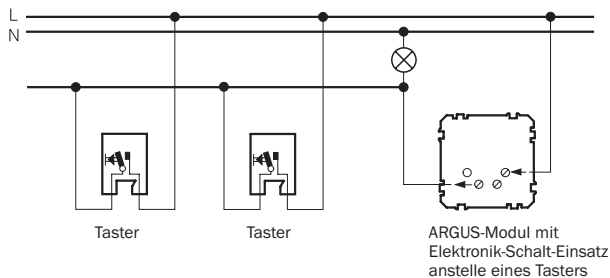 L
N
Taster
Taster
ARGUS-Modul mit
Elektronik-Schalt-Einsatz
anstelle eines Tasters